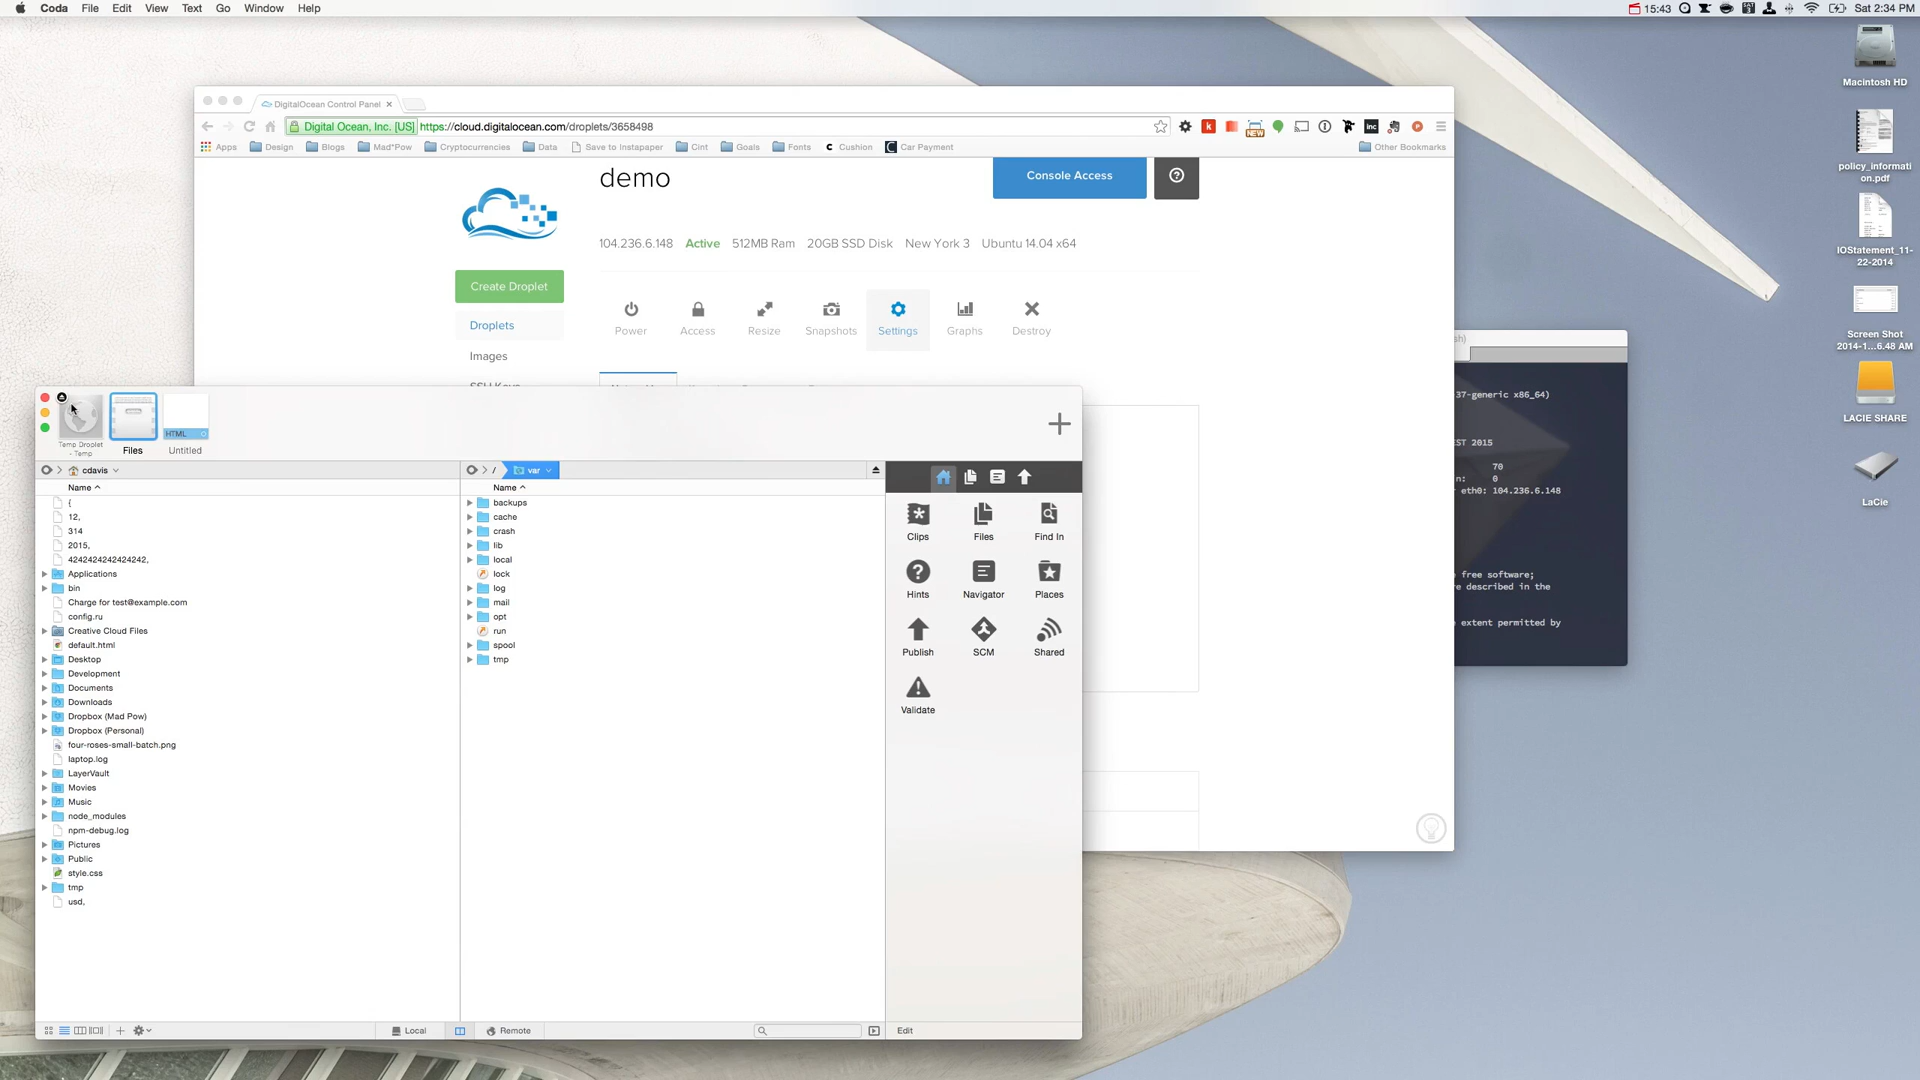 Coda File Edit View Text Go Window Help
15:43 Sat 2:34 PM
DigitalOcean Control Panel
Digital Ocean, Inc. [US] https://cloud.digitalocean.com/droplets/3658498
NEW
inc
Apps Design Blogs Mad*Pow Cryptocurrencies Data Save to Instapaper Cint Goals Fonts Cushion Car Payment Other Bookmarks
demo
Console Access
104.236.6.148 Active 512MB Ram 20GB SSD Disk New York 3 Ubuntu 14.04 x64
Create Droplet
Droplets
Images
Power Access Resize Snapshots Settings Graphs Destroy
Macintosh HD
policy_informati
on.pdf
IOStatement_11-
22-2014
Screen Shot
2014-1...6.48 AM
LACIE SHARE
LaCie
37-generic x86_64)
EST 2015
70
n: 0
r eth0: 104.236.6.148
e free software;
re described in the
e extent permitted by
Temp Droplet
- Temp
Files
HTML
Untitled
cdavis
Name
{
12,
314
2015,
4242424242424242,
Applications
bin
Charge for test@example.com
config.ru
Creative Cloud Files
default.html
Desktop
Development
Documents
Downloads
Dropbox (Mad Pow)
Dropbox (Personal)
four-roses-small-batch.png
laptop.log
LayerVault
Movies
Music
node_modules
npm-debug.log
Pictures
Public
style.css
tmp
usd,
/ var
Name
backups
cache
crash
lib
local
lock
log
mail
opt
run
spool
tmp
Clips Files Find In
Hints Navigator Places
Publish SCM Shared
Validate
Local Remote Edit